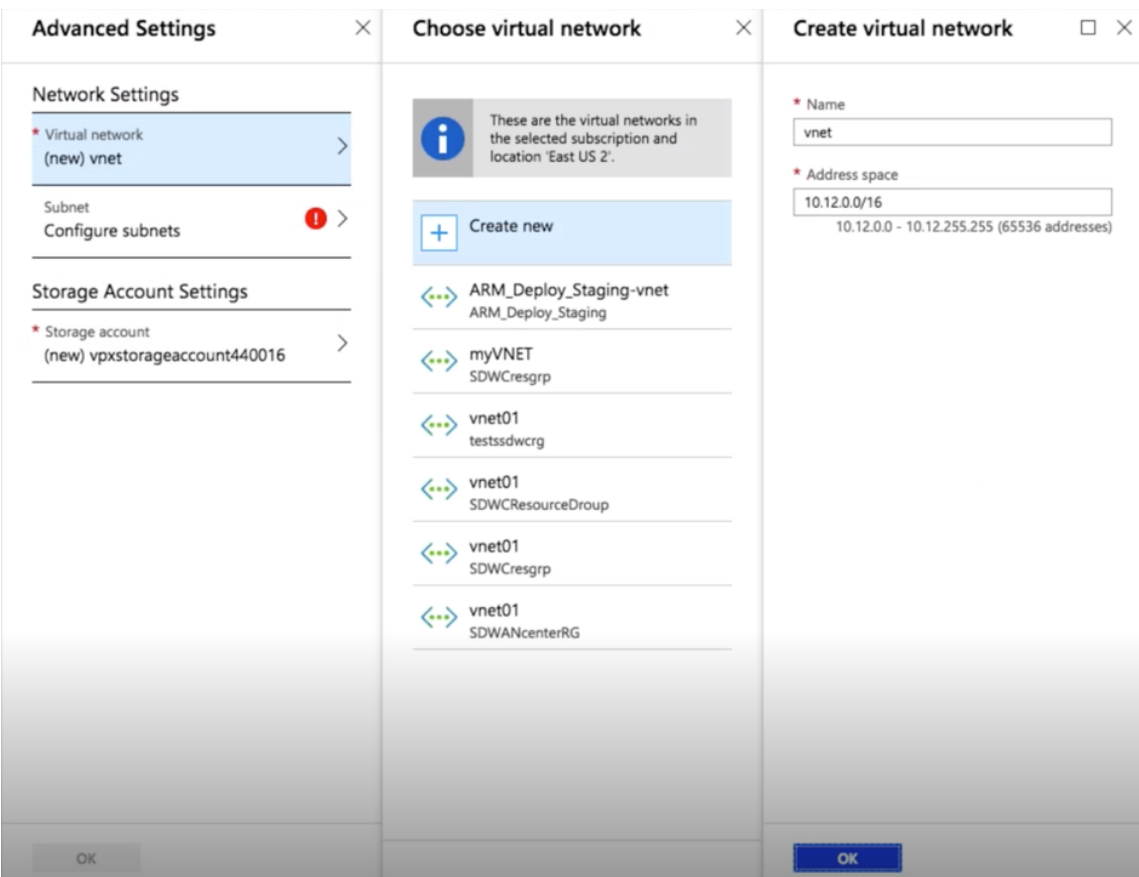 Advanced Settings
Network Settings
* Virtual network
(new) vnet
Subnet
Configure subnets
Storage Account Settings
* Storage account
(new) vpxstorageaccount440016
OK
Choose virtual network
These are the virtual networks in
the selected subscription and
location 'East US 2'.
Create new
ARM_Deploy_Staging-vnet
ARM_Deploy_Staging
myVNET
SDWCresgrp
vnet01
testssdwcrg
vnet01
SDWCResourceDroup
vnet01
SDWCresgrp
vnet01
SDWANcenterRG
Create virtual network
* Name
vnet
* Address space
10.12.0.0/16
10.12.0.0 - 10.12.255.255 (65536 addresses)
OK